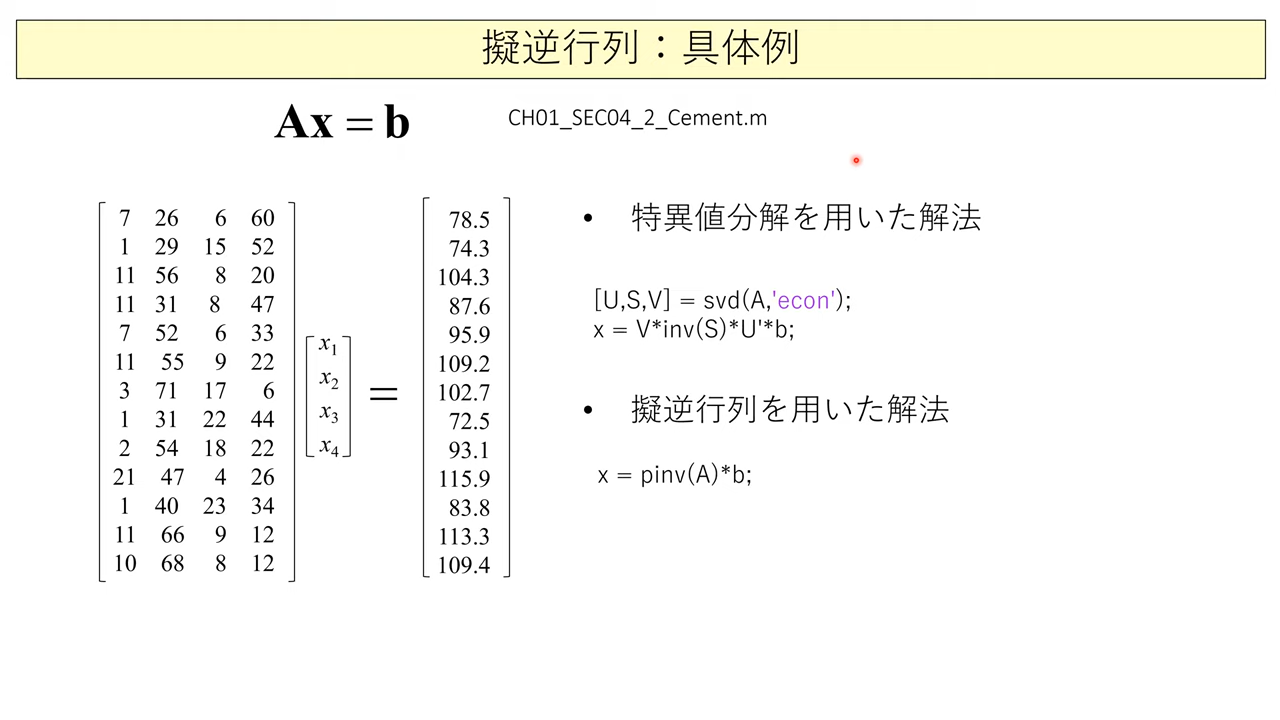 擬逆行列：具体例
Ax = b
CH01_SEC04_2_Cement.m
7 26 6 60
1 29 15 52
11 56 8 20
11 31 8 47
7 52 6 33
11 55 9 22
3 71 17 6
1 31 22 44
2 54 18 22
21 47 4 26
1 40 23 34
11 66 9 12
10 68 8 12
x1
x2
x3
x4
=
78.5
74.3
104.3
87.6
95.9
109.2
102.7
72.5
93.1
115.9
83.8
113.3
109.4
• 特異値分解を用いた解法
[U,S,V] = svd(A,'econ');
x = V*inv(S)*U'*b;
• 擬逆行列を用いた解法
x = pinv(A)*b;